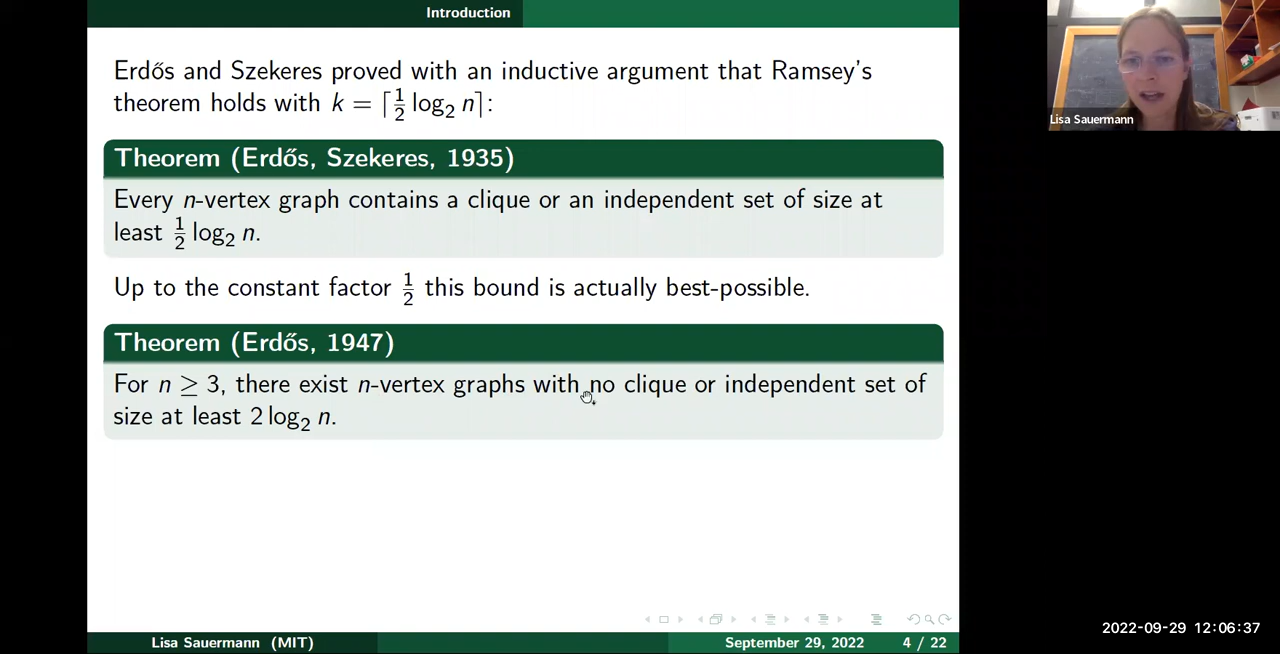 Introduction
Erdős and Szekeres proved with an inductive argument that Ramsey's
theorem holds with k = ⌈½ log₂ n⌉:
Theorem (Erdős, Szekeres, 1935)
Every n-vertex graph contains a clique or an independent set of size at
least ½ log₂ n.
Up to the constant factor ½ this bound is actually best-possible.
Theorem (Erdős, 1947)
For n ≥ 3, there exist n-vertex graphs with no clique or independent set of
size at least 2 log₂ n.
Lisa Sauermann (MIT)
September 29, 2022
4 / 22
Lisa Sauermann
2022-09-29 12:06:37